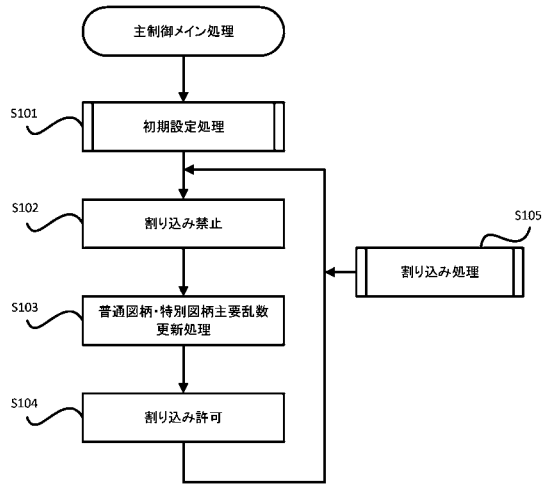 主制御メイン処理
S101
初期設定処理
S102
割り込み禁止
S105
割り込み処理
S103
普通図柄・特別図柄主要乱数
更新処理
S104
割り込み許可